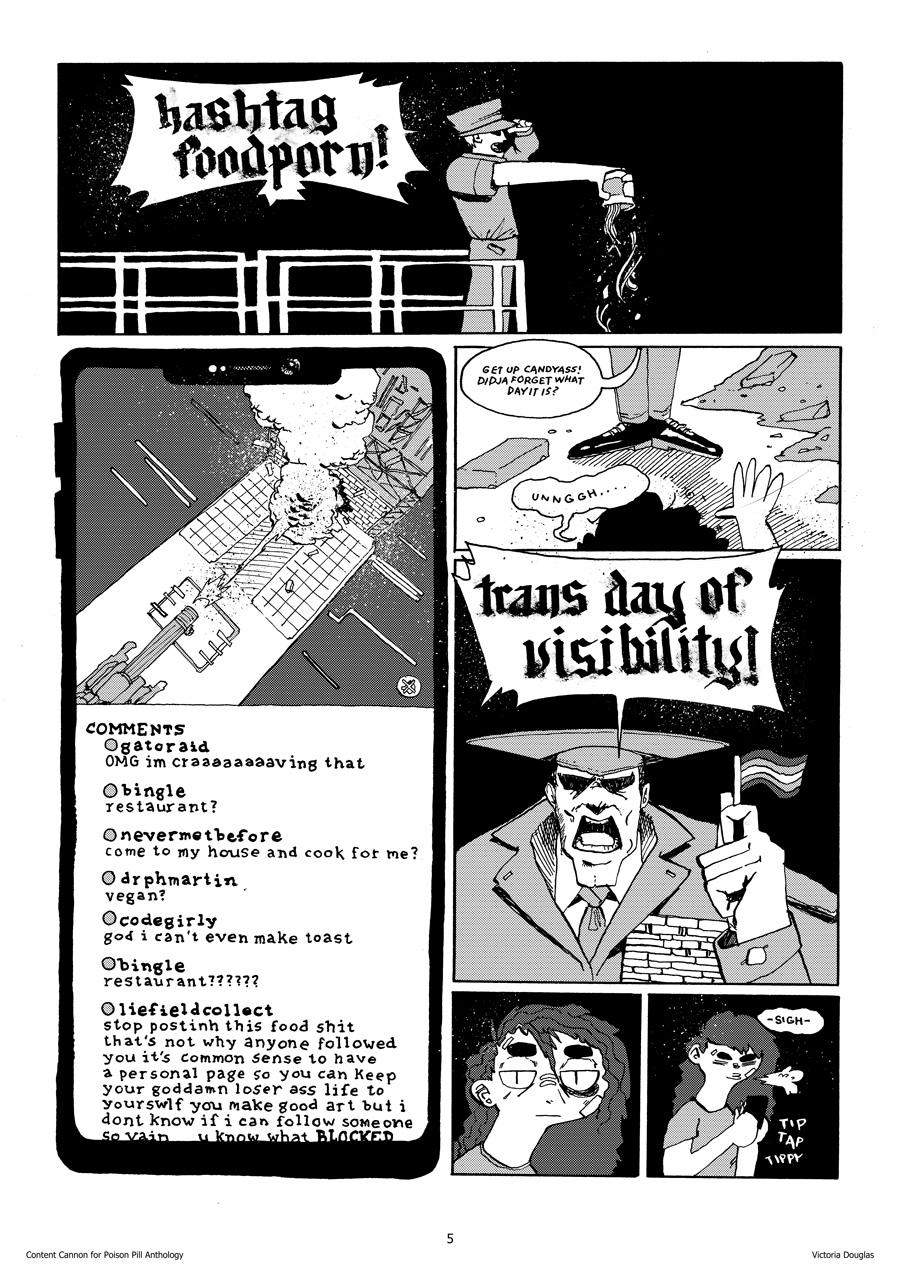 hashtag
foodporn!
COMMENTS
gatoraid
OMG im craaaaaaaaving that
bingle
restaurant?
nevermetbefore
come to my house and cook for me?
drphmartin
vegan?
codegirly
god i can't even make toast
bingle
restaurant??????
liefieldcollect
stop postinh this food shit
that's not why anyone followed
you it's common sense to have
a personal page so you can keep
your goddamn loser ass life to
yourswlf you make good art but i
dont know if i can follow someone
so vain u know what BLOCKED
GET UP CANDYASS!
DIDJA FORGET WHAT
DAY IT IS?
UNNGGH....
trans day of
visibility!
-SIGH-
TIP
TAP
TIPPY
5
Content Cannon for Poison Pill Anthology
Victoria Douglas